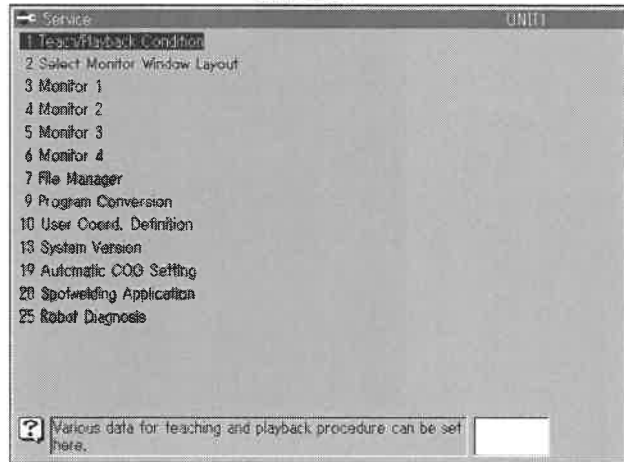 Service UNIT1
1 Teach/Playback Condition
2 Select Monitor Window Layout
3 Monitor 1
4 Monitor 2
5 Monitor 3
6 Monitor 4
7 File Manager
9 Program Conversion
10 User Coord. Definition
13 System Version
19 Automatic COG Setting
20 Spotwelding Application
25 Robot Diagnosis
Various data for teaching and playback procedure can be set
here.